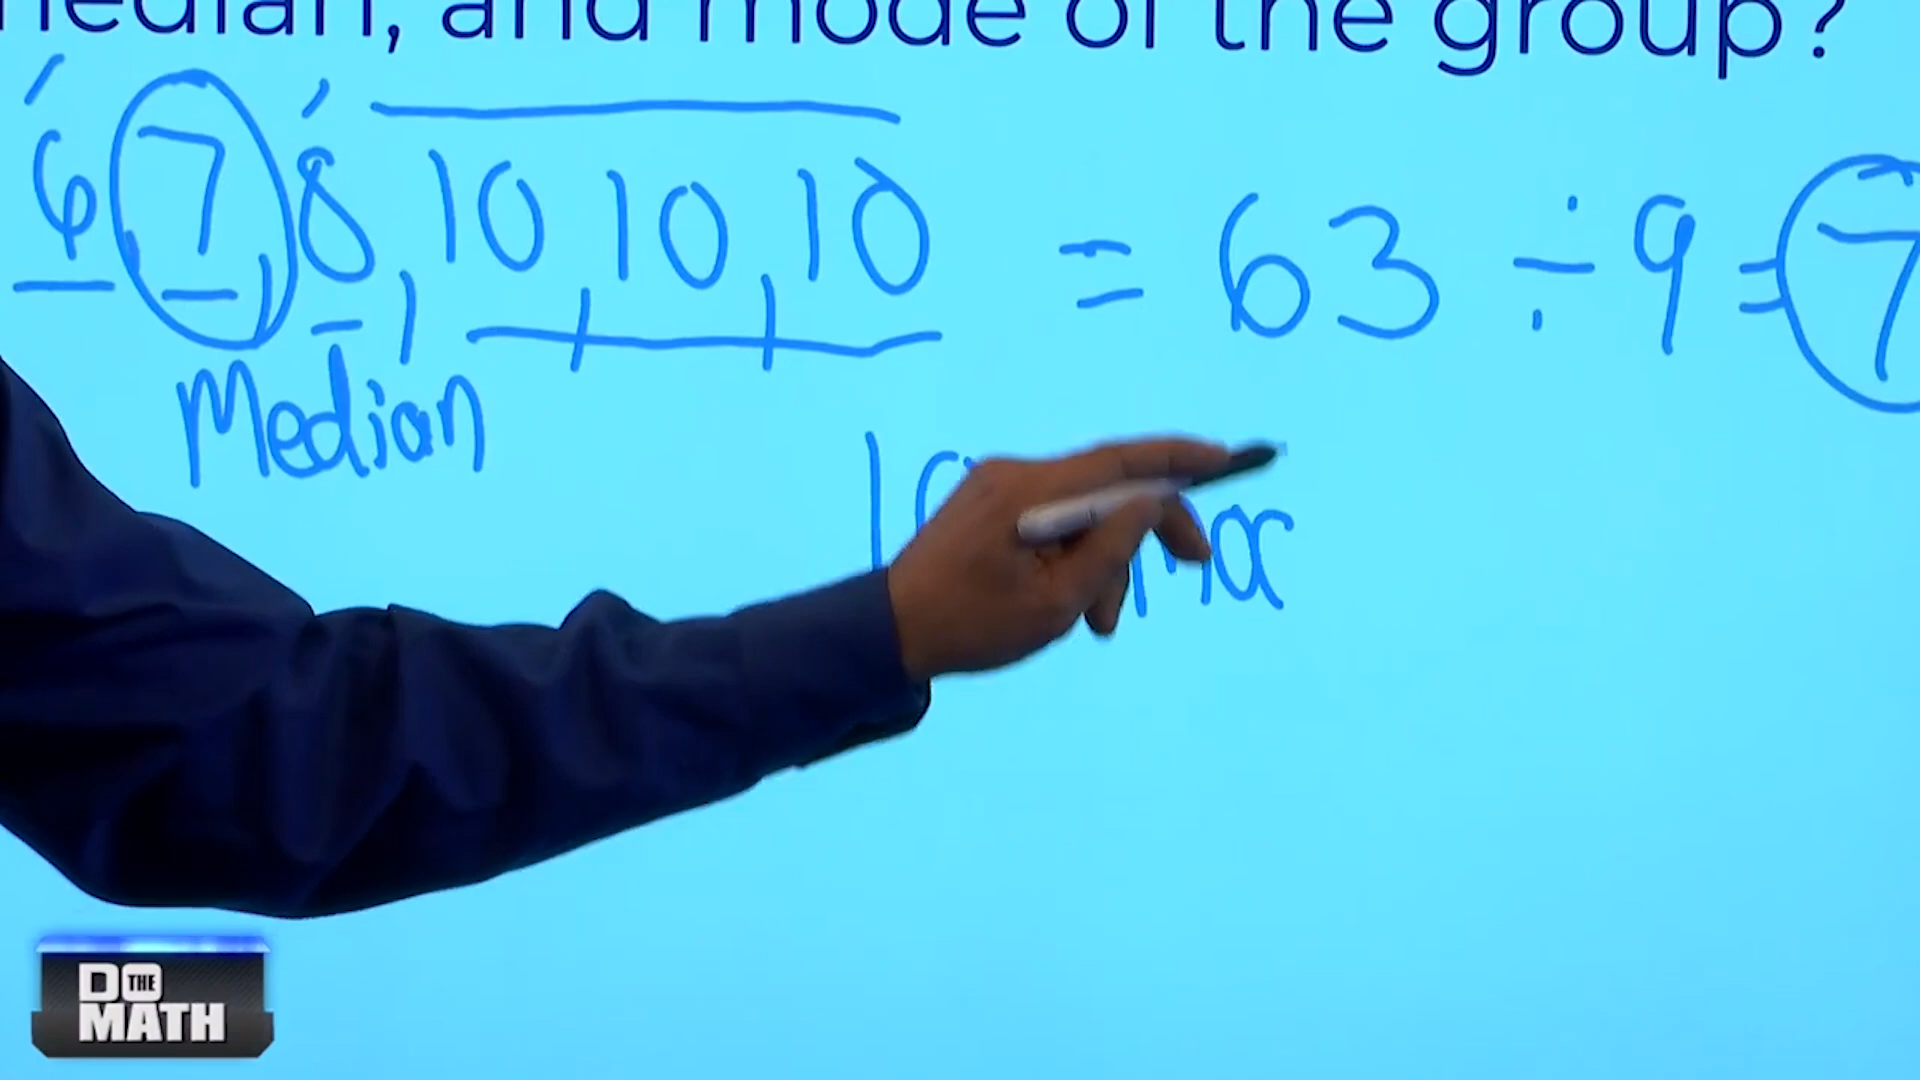 median, and mode of the group?
6 7, 8, 10, 10, 10 = 63 ÷ 9 = 7
Median
DO THE MATH